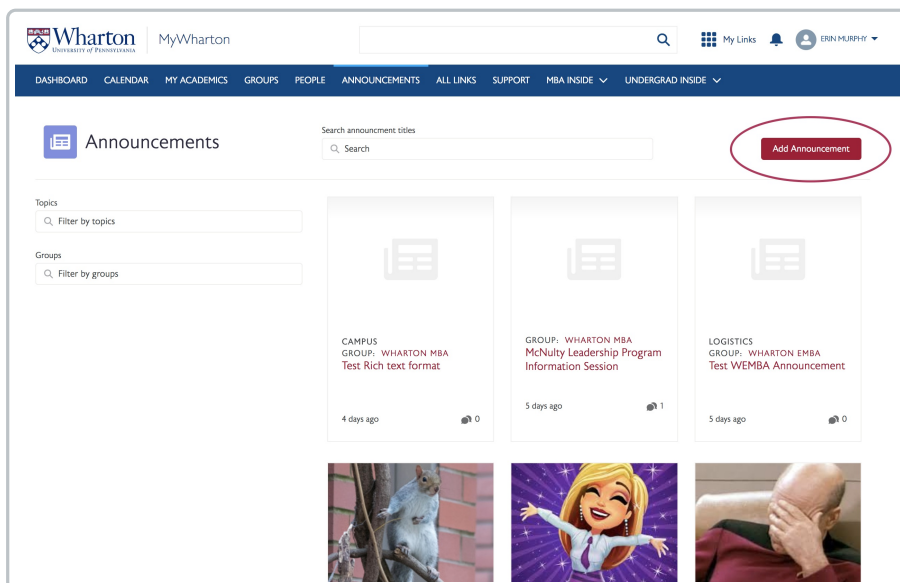 Wharton
UNIVERSITY of PENNSYLVANIA
MyWharton
My Links
ERIN MURPHY
DASHBOARD CALENDAR MY ACADEMICS GROUPS PEOPLE ANNOUNCEMENTS ALL LINKS SUPPORT MBA INSIDE UNDERGRAD INSIDE
Announcements
Search announcment titles
Search
Add Announcement
Topics
Filter by topics
Groups
Filter by groups
CAMPUS
GROUP: WHARTON MBA
Test Rich text format
4 days ago 0
GROUP: WHARTON MBA
McNulty Leadership Program
Information Session
5 days ago 1
LOGISTICS
GROUP: WHARTON EMBA
Test WEMBA Announcement
5 days ago 0